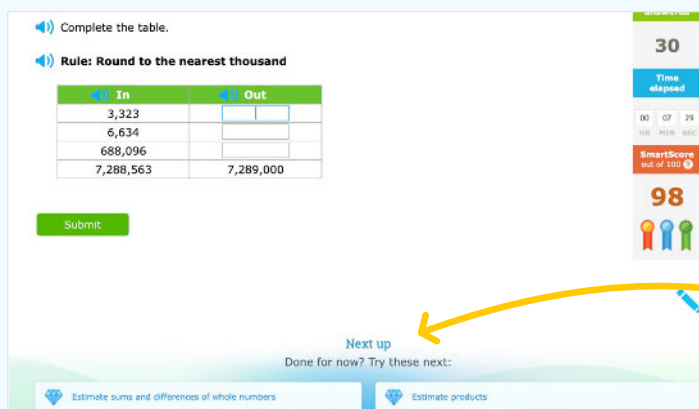 Complete the table.
Rule: Round to the nearest thousand
In Out
3,323
6,634
688,096
7,288,563 7,289,000
Submit
answered
30
Time
elapsed
00 07 29
HR MIN SEC
SmartScore
out of 100 ?
98
Next up
Done for now? Try these next:
Estimate sums and differences of whole numbers
Estimate products